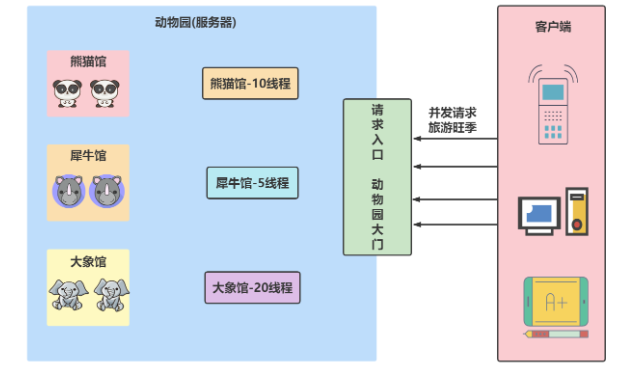 动物园(服务器)
熊猫馆
熊猫馆-10线程
犀牛馆
犀牛馆-5线程
大象馆
大象馆-20线程
请求入口 动物园大门
并发请求
旅游旺季
客户端
A+